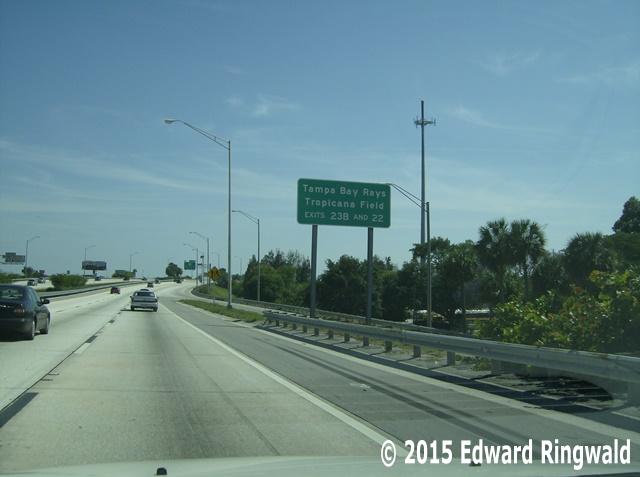 Tampa Bay Rays
Tropicana Field
EXITS 23B AND 22
© 2015 Edward Ringwald